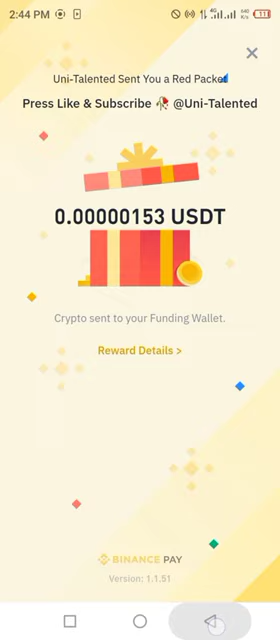 2:44 PM
Uni-Talented Sent You a Red Packet
Press Like & Subscribe 🥀 @Uni-Talented
0.00000153 USDT
Crypto sent to your Funding Wallet.
Reward Details >
BINANCE PAY
Version: 1.1.51